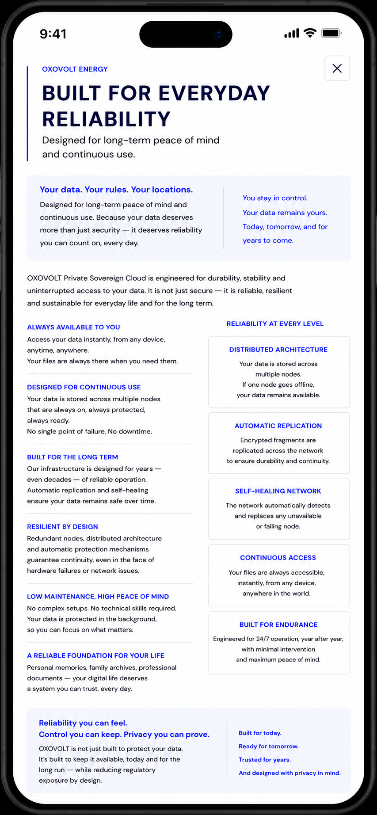 9:41
OXOVOLT ENERGY
BUILT FOR EVERYDAY
RELIABILITY
Designed for long-term peace of mind
and continuous use.
Your data. Your rules. Your locations.
Designed for long-term peace of mind and
continuous use. Because your data deserves
more than just security — it deserves reliability
you can count on, every day.
You stay in control.
Your data remains yours.
Today, tomorrow, and for
years to come.
OXOVOLT Private Sovereign Cloud is engineered for durability, stability and
uninterrupted access to your data. It is not just secure — it is reliable, resilient
and sustainable for everyday life and for the long term.
ALWAYS AVAILABLE TO YOU
Access your data instantly, from any device,
anytime, anywhere.
Your files are always there when you need them.
DESIGNED FOR CONTINUOUS USE
Your data is stored across multiple nodes
that are always on, always protected,
always ready.
No single point of failure. No downtime.
BUILT FOR THE LONG TERM
Our infrastructure is designed for years —
even decades — of reliable operation.
Automatic replication and self-healing
ensure your data remains safe over time.
RESILIENT BY DESIGN
Redundant nodes, distributed architecture
and automatic protection mechanisms
guarantee continuity, even in the face of
hardware failures or network issues.
LOW MAINTENANCE, HIGH PEACE OF MIND
No complex setups. No technical skills required.
Your data is protected in the background,
so you can focus on what matters.
A RELIABLE FOUNDATION FOR YOUR LIFE
Personal memories, family archives, professional
documents — your digital life deserves
a system you can trust, every day.
RELIABILITY AT EVERY LEVEL
DISTRIBUTED ARCHITECTURE
Your data is stored across
multiple nodes.
If one node goes offline,
your data remains available.
AUTOMATIC REPLICATION
Encrypted fragments are
replicated across the network
to ensure durability and continuity.
SELF-HEALING NETWORK
The network automatically detects
and replaces any unavailable
or failing node.
CONTINUOUS ACCESS
Your files are always accessible,
instantly, from any device,
anywhere in the world.
BUILT FOR ENDURANCE
Engineered for 24/7 operation, year after year,
with minimal intervention
and maximum peace of mind.
Reliability you can feel.
Control you can keep. Privacy you can prove.
OXOVOLT is not just built to protect your data.
It's built to keep it available, today and for the
long run — while reducing regulatory
exposure by design.
Built for today.
Ready for tomorrow.
Trusted for years.
And designed with privacy in mind.